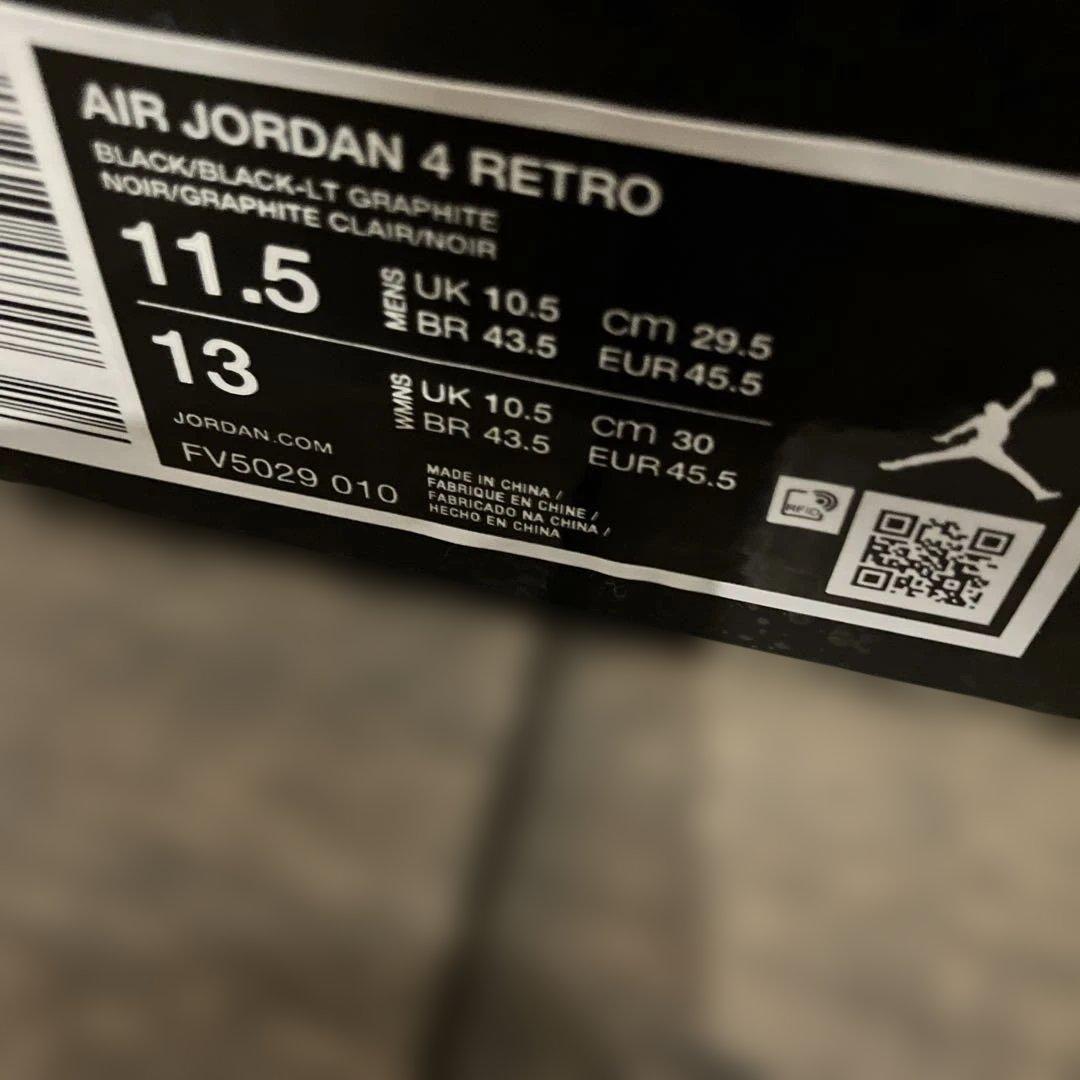 AIR JORDAN 4 RETRO
BLACK/BLACK-LT GRAPHITE
NOIR/GRAPHITE CLAIR/NOIR
11.5 MENS UK 10.5 cm 29.5
BR 43.5 EUR 45.5
13 WMNS UK 10.5 cm 30
BR 43.5 EUR 45.5
JORDAN.COM
FV5029 010
MADE IN CHINA /
FABRIQUE EN CHINE /
FABRICADO NA CHINA /
HECHO EN CHINA
RFID